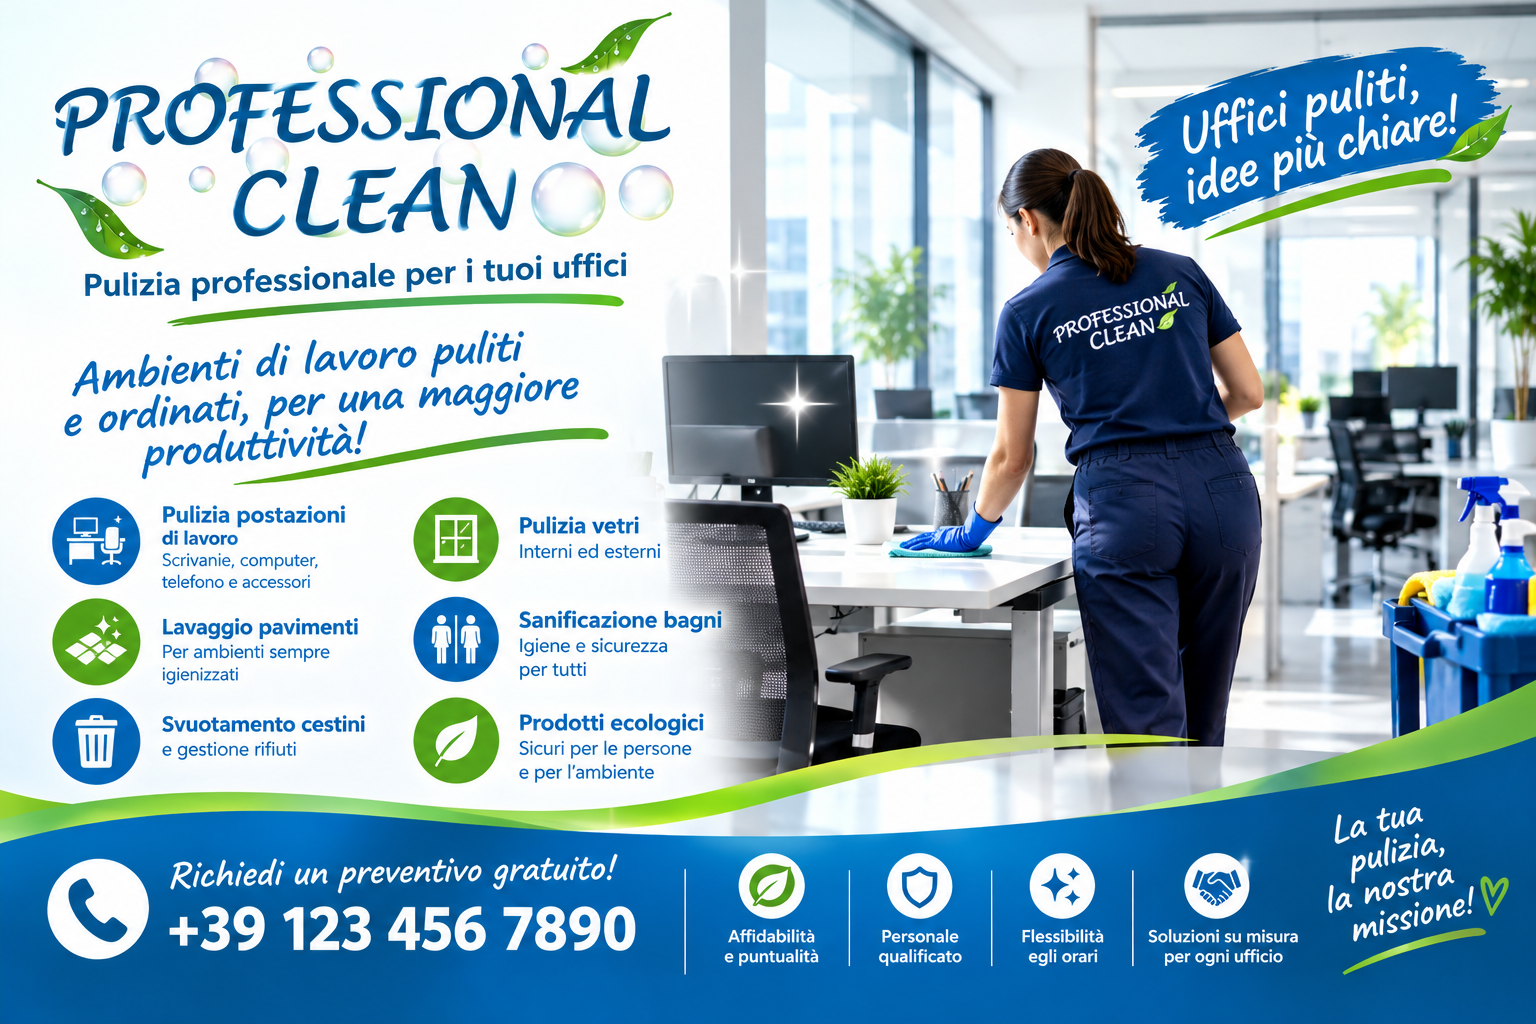 PROFESSIONAL
CLEAN
Pulizia professionale per i tuoi uffici
Ambienti di lavoro puliti
e ordinati, per una maggiore
produttività!
Pulizia postazioni
di lavoro
Scrivanie, computer,
telefono e accessori
Pulizia vetri
Interni ed esterni
Lavaggio pavimenti
Per ambienti sempre
igienizzati
Sanificazione bagni
Igiene e sicurezza
per tutti
Svuotamento cestini
e gestione rifiuti
Prodotti ecologici
Sicuri per le persone
e per l'ambiente
Uffici puliti,
idee più chiare!
PROFESSIONAL
CLEAN
Richiedi un preventivo gratuito!
+39 123 456 7890
Affidabilità
e puntualità
Personale
qualificato
Flessibilità
egli orari
Soluzioni su misura
per ogni ufficio
La tua
pulizia,
la nostra
missione!